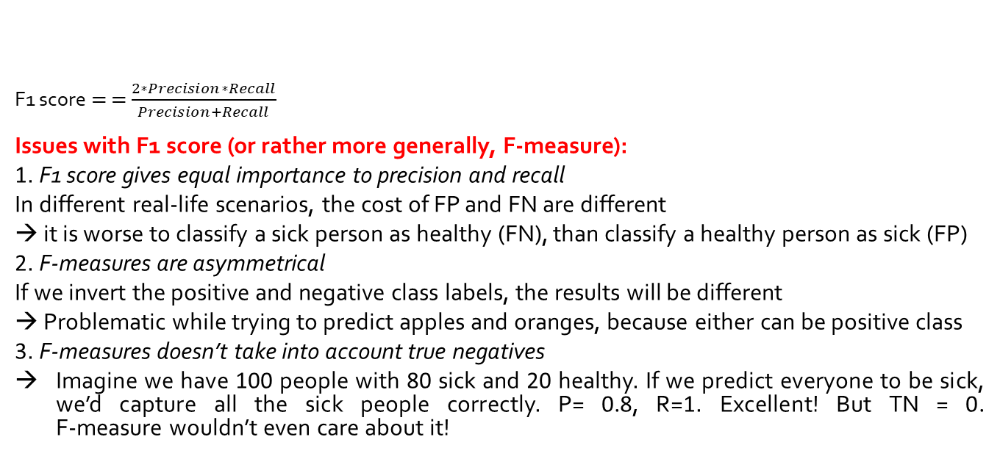 F1 score = = 2*Precision*Recall / Precision+Recall
Issues with F1 score (or rather more generally, F-measure):
1. F1 score gives equal importance to precision and recall
In different real-life scenarios, the cost of FP and FN are different
→ it is worse to classify a sick person as healthy (FN), than classify a healthy person as sick (FP)
2. F-measures are asymmetrical
If we invert the positive and negative class labels, the results will be different
→ Problematic while trying to predict apples and oranges, because either can be positive class
3. F-measures doesn’t take into account true negatives
→ Imagine we have 100 people with 80 sick and 20 healthy. If we predict everyone to be sick,
we’d capture all the sick people correctly. P= 0.8, R=1. Excellent! But TN = 0.
F-measure wouldn’t even care about it!